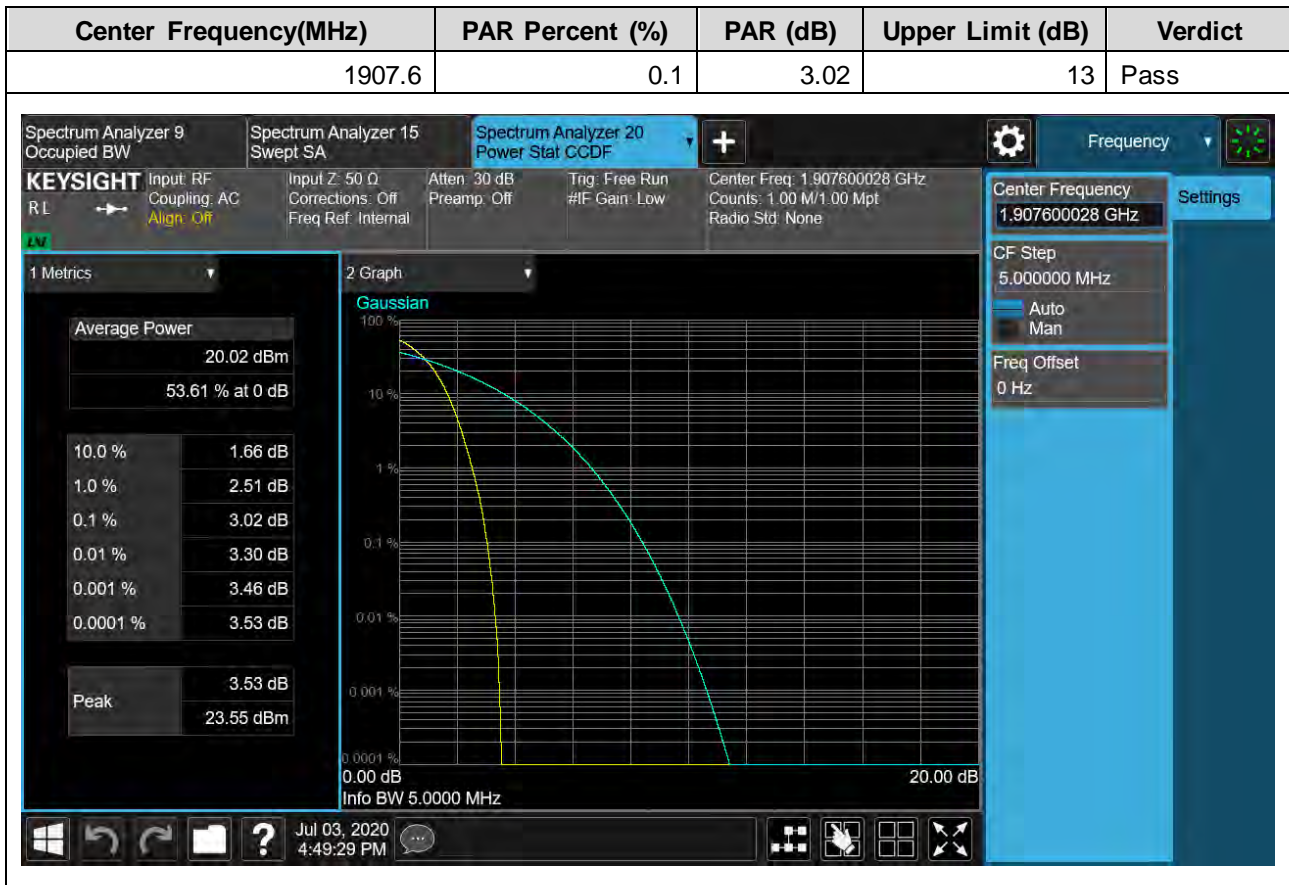 Center Frequency(MHz) PAR Percent (%) PAR (dB) Upper Limit (dB) Verdict
1907.6 0.1 3.02 13 Pass
Spectrum Analyzer 9 Spectrum Analyzer 15 Spectrum Analyzer 20 Frequency
Occupied BW Swept SA Power Stat CCDF
KEYSIGHT Input: RF Input Z: 50 Ω Atten: 30 dB Trig: Free Run Center Freq: 1.907600028 GHz
R L Coupling: AC Corrections: Off Preamp: Off #IF Gain: Low Counts: 1.00 M/1.00 Mpt
Align: Off Freq Ref: Internal Radio Std: None
LNI
Center Frequency Settings
1.907600028 GHz
CF Step
5.000000 MHz
Auto
Man
Freq Offset
0 Hz
1 Metrics
Average Power
20.02 dBm
53.61 % at 0 dB
10.0 % 1.66 dB
1.0 % 2.51 dB
0.1 % 3.02 dB
0.01 % 3.30 dB
0.001 % 3.46 dB
0.0001 % 3.53 dB
Peak 3.53 dB
23.55 dBm
2 Graph
Gaussian
100 %
10 %
1 %
0.1 %
0.01 %
0.001 %
0.0001 %
0.00 dB 20.00 dB
Info BW 5.0000 MHz
Jul 03, 2020
4:49:29 PM